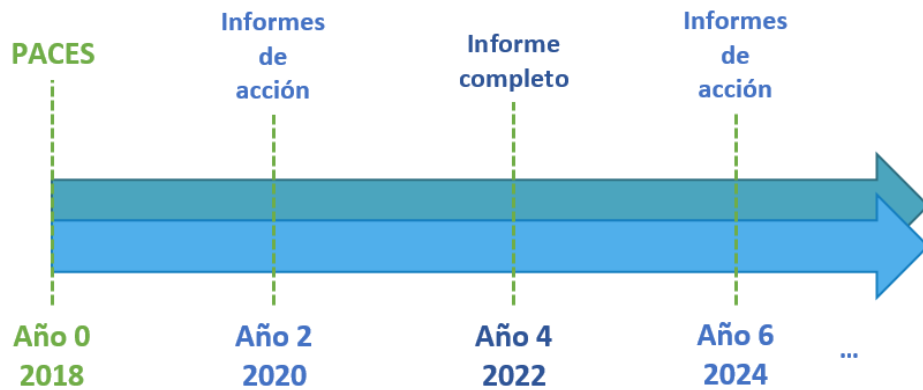 PACES
Informes
de
acción
Informe
completo
Informes
de
acción
Año 0
2018
Año 2
2020
Año 4
2022
Año 6
2024
...